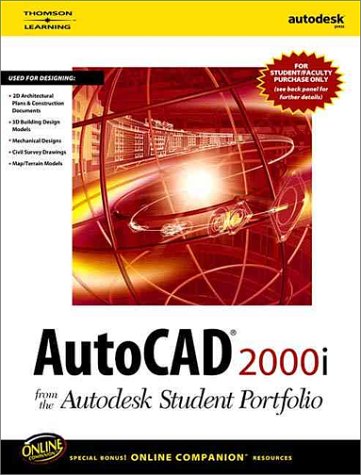 THOMSON
LEARNING
autodesk
press
USED FOR DESIGNING:
• 2D Architectural
Plans & Construction
Documents
• 3D Building Design
Models
• Mechanical Designs
• Civil Survey Drawings
• Map/Terrain Models
FOR
STUDENT/FACULTY
PURCHASE ONLY
(see back panel for
further details)
AutoCAD® 2000i
from the Autodesk Student Portfolio
ONLINE
COMPANION
SPECIAL BONUS! ONLINE COMPANION™ RESOURCES